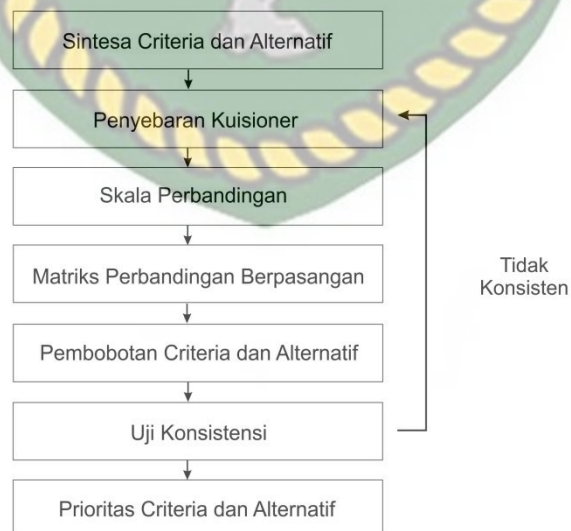 Sintesa Criteria dan Alternatif
Penyebaran Kuisioner
Skala Perbandingan
Matriks Perbandingan Berpasangan
Tidak
Konsisten
Pembobotan Criteria dan Alternatif
Uji Konsistensi
Prioritas Criteria dan Alternatif